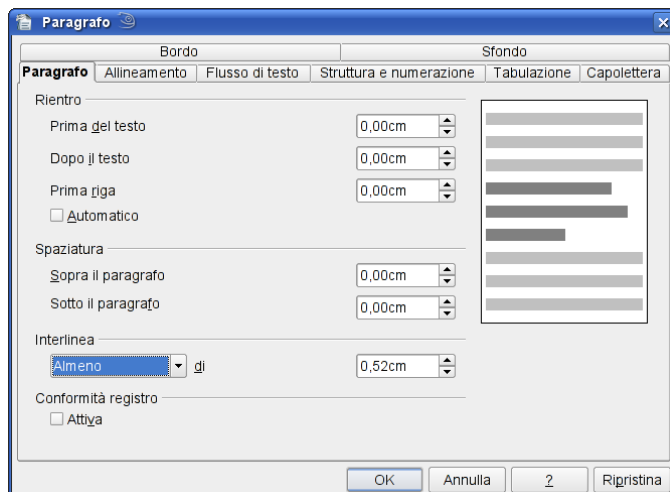 Paragrafo
Bordo Sfondo
Paragrafo Allineamento Flusso di testo Struttura e numerazione Tabulazione Capolettera
Rientro
Prima del testo 0,00cm
Dopo il testo 0,00cm
Prima riga 0,00cm
Automatico
Spaziatura
Sopra il paragrafo 0,00cm
Sotto il paragrafo 0,00cm
Interlinea
Almeno di 0,52cm
Conformità registro
Attiva
OK Annulla ? Ripristina